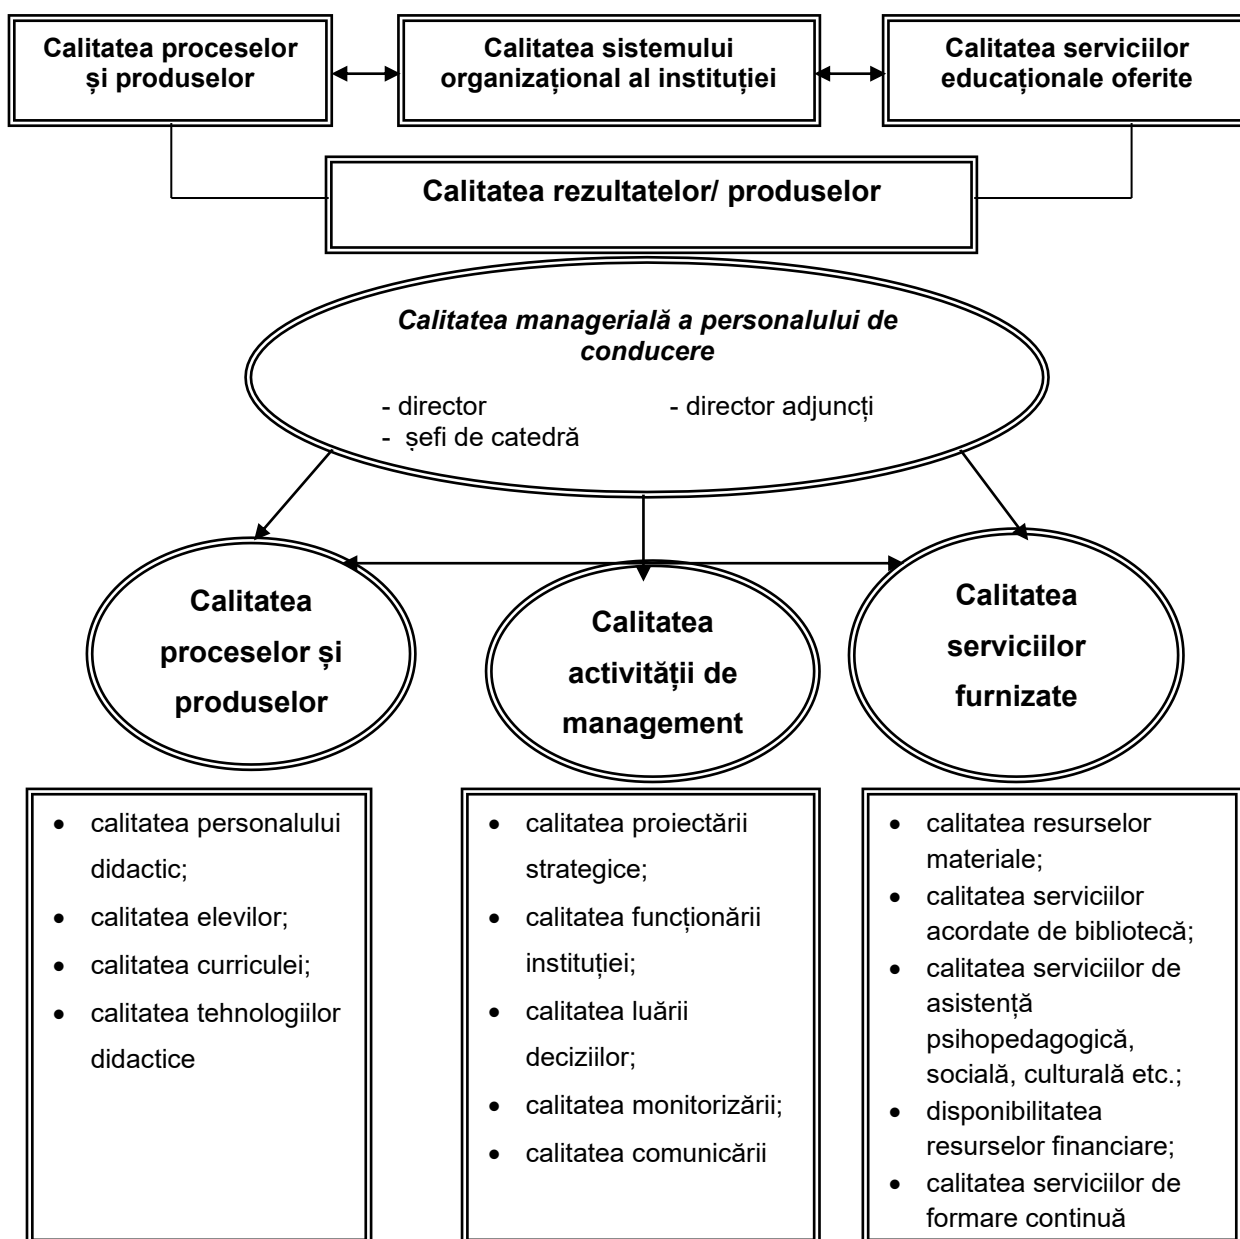 Calitatea proceselor
și produselor
Calitatea sistemului
organizațional al instituției
Calitatea serviciilor
educaționale oferite
Calitatea rezultatelor/ produselor
Calitatea managerială a personalului de
conducere
- director - director adjuncți
- șefi de catedră
Calitatea
proceselor și
produselor
Calitatea
activității de
management
Calitatea
serviciilor
furnizate
• calitatea personalului
didactic;
• calitatea elevilor;
• calitatea curriculei;
• calitatea tehnologiilor
didactice
• calitatea proiectării
strategice;
• calitatea funcționării
instituției;
• calitatea luării
deciziilor;
• calitatea monitorizării;
• calitatea comunicării
• calitatea resurselor
materiale;
• calitatea serviciilor
acordate de bibliotecă;
• calitatea serviciilor de
asistență
psihopedagogică,
socială, culturală etc.;
• disponibilitatea
resurselor financiare;
• calitatea serviciilor de
formare continuă